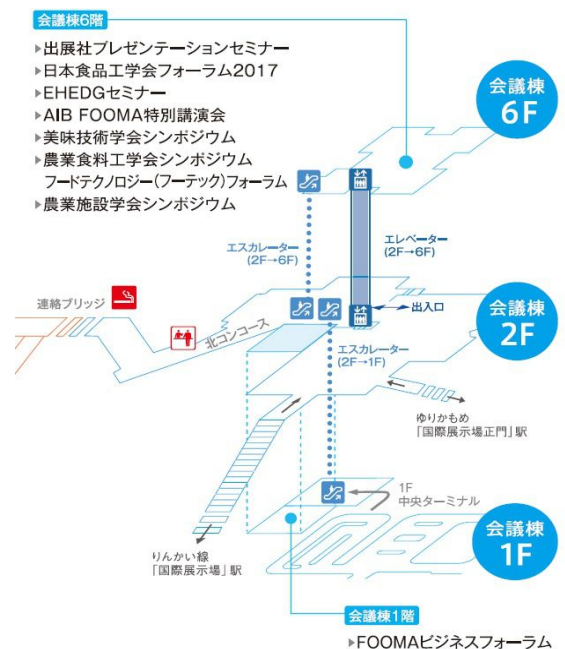 会議棟6階
▶出展社プレゼンテーションセミナー
▶日本食品工学会フォーラム2017
▶EHEDGセミナー
▶AIB FOOMA特別講演会
▶美味技術学会シンポジウム
▶農業食料工学会シンポジウム
フードテクノロジー(フーテック)フォーラム
▶農業施設学会シンポジウム
会議棟
6F
エスカレーター
(2F→6F)
エレベーター
(2F→6F)
連絡ブリッジ
北コンコース
出入口
会議棟
2F
エスカレーター
(2F→1F)
ゆりかもめ
「国際展示場正門」駅
1F
中央ターミナル
りんかい線
「国際展示場」駅
会議棟
1F
会議棟1階
▶FOOMAビジネスフォーラム